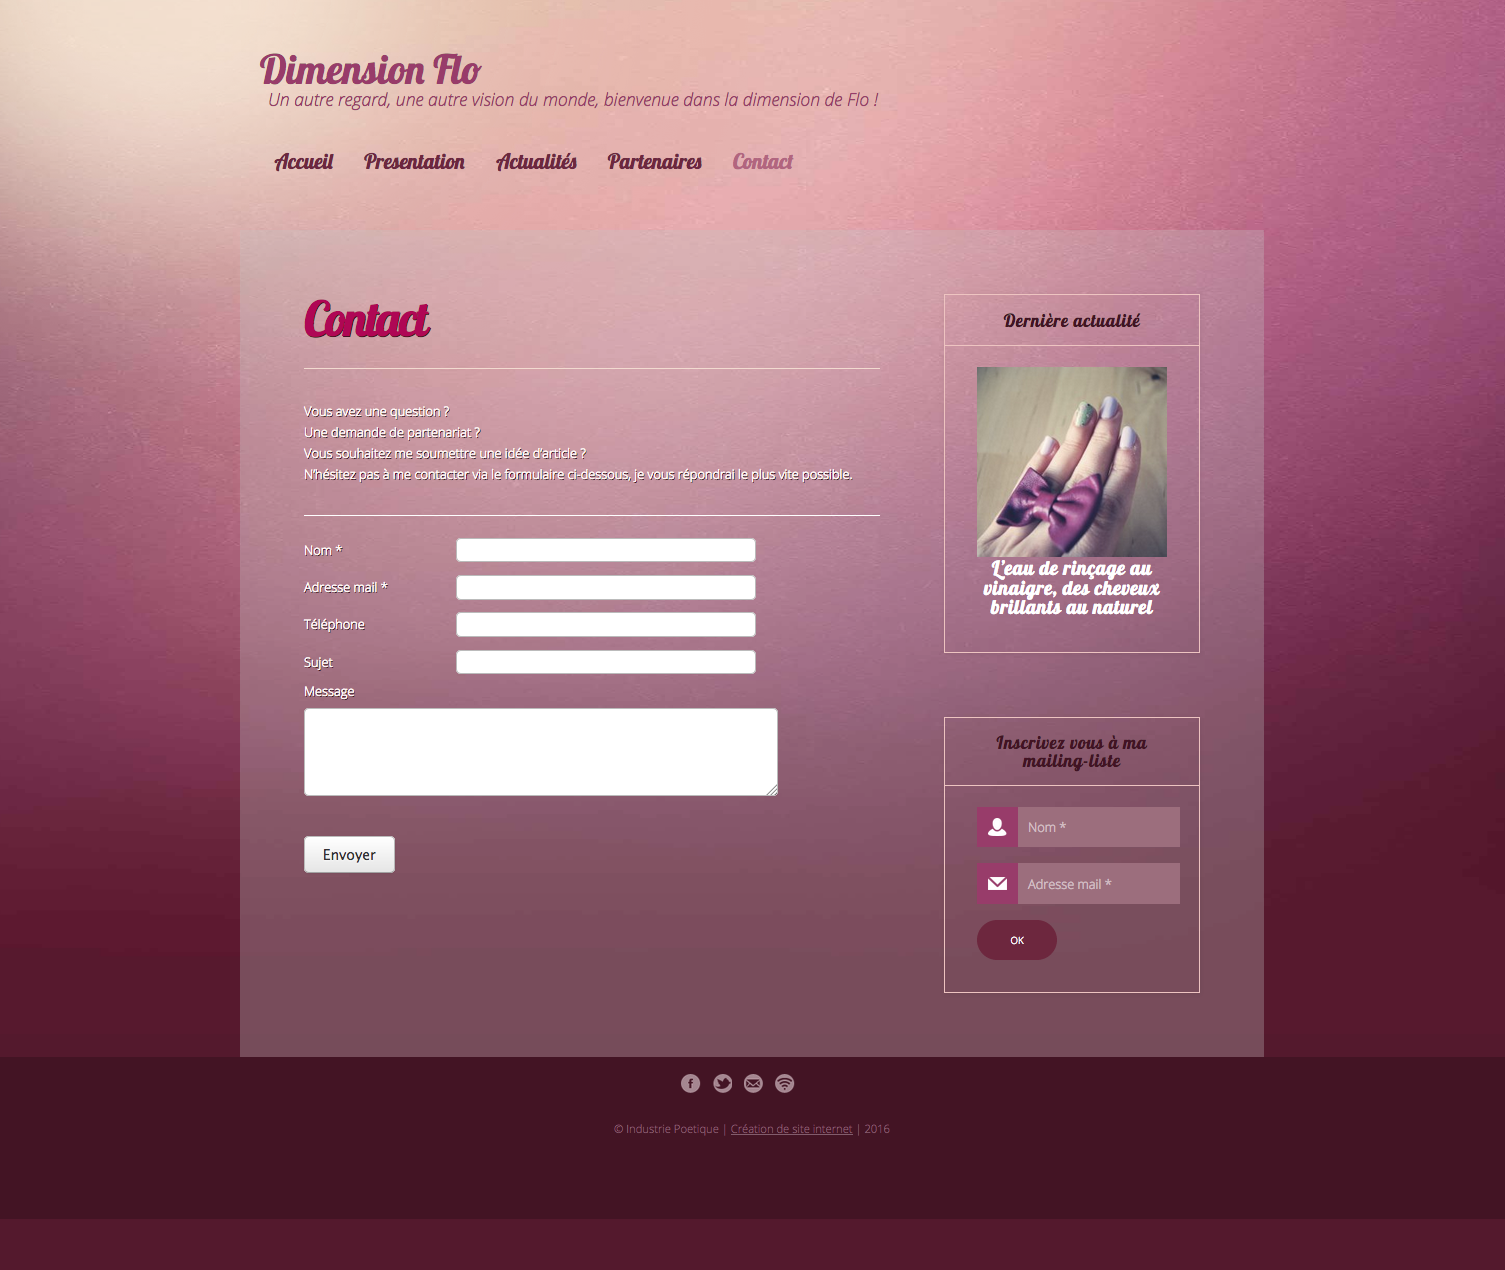 Dimension Flo
Un autre regard, une autre vision du monde, bienvenue dans la dimension de Flo !
Accueil Presentation Actualités Partenaires Contact
Contact
Vous avez une question ?
Une demande de partenariat ?
Vous souhaitez me soumettre une idée d'article ?
N'hésitez pas à me contacter via le formulaire ci-dessous, je vous répondrai le plus vite possible.
Nom *
Adresse mail *
Téléphone
Sujet
Message
Envoyer
Dernière actualité
L'eau de rinçage au
vinaigre, des cheveux
brillants au naturel
Inscrivez vous à ma
mailing-liste
Nom *
Adresse mail *
OK
© Industrie Poetique | Création de site internet | 2016